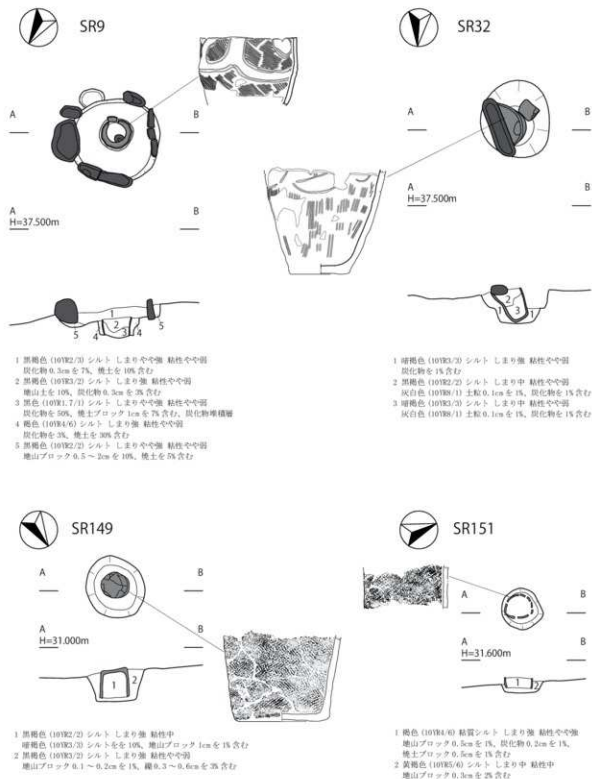 SR9
A
B
A
H=37.500m
B
1
2
3
4
4
5
5
1 黒褐色 (10YR2/3) シルト しまりやや強 粘性やや弱
炭化物 0.3cm を 7%、焼土を 10% 含む
2 黒褐色 (10YR3/2) シルト しまり強 粘性やや弱
地山土を 10%、炭化物 0.3cm を 3% 含む
3 黒色 (10YR1.7/1) シルト しまりやや強 粘性やや弱
炭化物を 50%、焼土ブロック 1cm を 7% 含む、炭化物堆積層
4 褐色 (10YR4/6) シルト しまり強 粘性やや弱
炭化物を 3%、焼土を 30% 含む
5 黒褐色 (10YR2/2) シルト しまりやや強 粘性やや弱
地山ブロック 0.5 ～ 2cm を 10%、焼土を 5% 含む
SR32
A
B
A
H=37.500m
B
1
2
3
1
1 暗褐色 (10YR3/3) シルト しまり強 粘性やや弱
炭化物を 1% 含む
2 黒褐色 (10YR2/2) シルト しまり中 粘性やや弱
灰白色 (10YR8/1) 土粒 0.1cm を 1%、炭化物を 1% 含む
3 暗褐色 (10YR3/3) シルト しまり中 粘性やや弱
灰白色 (10YR8/1) 土粒 0.1cm を 1%、炭化物を 1% 含む
SR149
A
B
A
H=31.000m
B
1
2
1 黒褐色 (10YR2/2) シルト しまり強 粘性中
暗褐色 (10YR3/3) シルトをを 10%、地山ブロック 1cm を 1% 含む
2 黒褐色 (10YR3/2) シルト しまり強 粘性やや弱
地山ブロック 0.1 ～ 0.2cm を 1%、礫 0.3 ～ 0.6cm を 3% 含む
SR151
A
B
A
H=31.600m
B
1
2
1 褐色 (10YR4/6) 粘質シルト しまり強 粘性やや強
地山ブロック 0.5cm を 1%、炭化物 0.2cm を 1%、
焼土ブロック 0.5cm を 1% 含む
2 黄褐色 (10YR5/6) シルト しまり中 粘性中
地山ブロック 0.3cm を 2% 含む